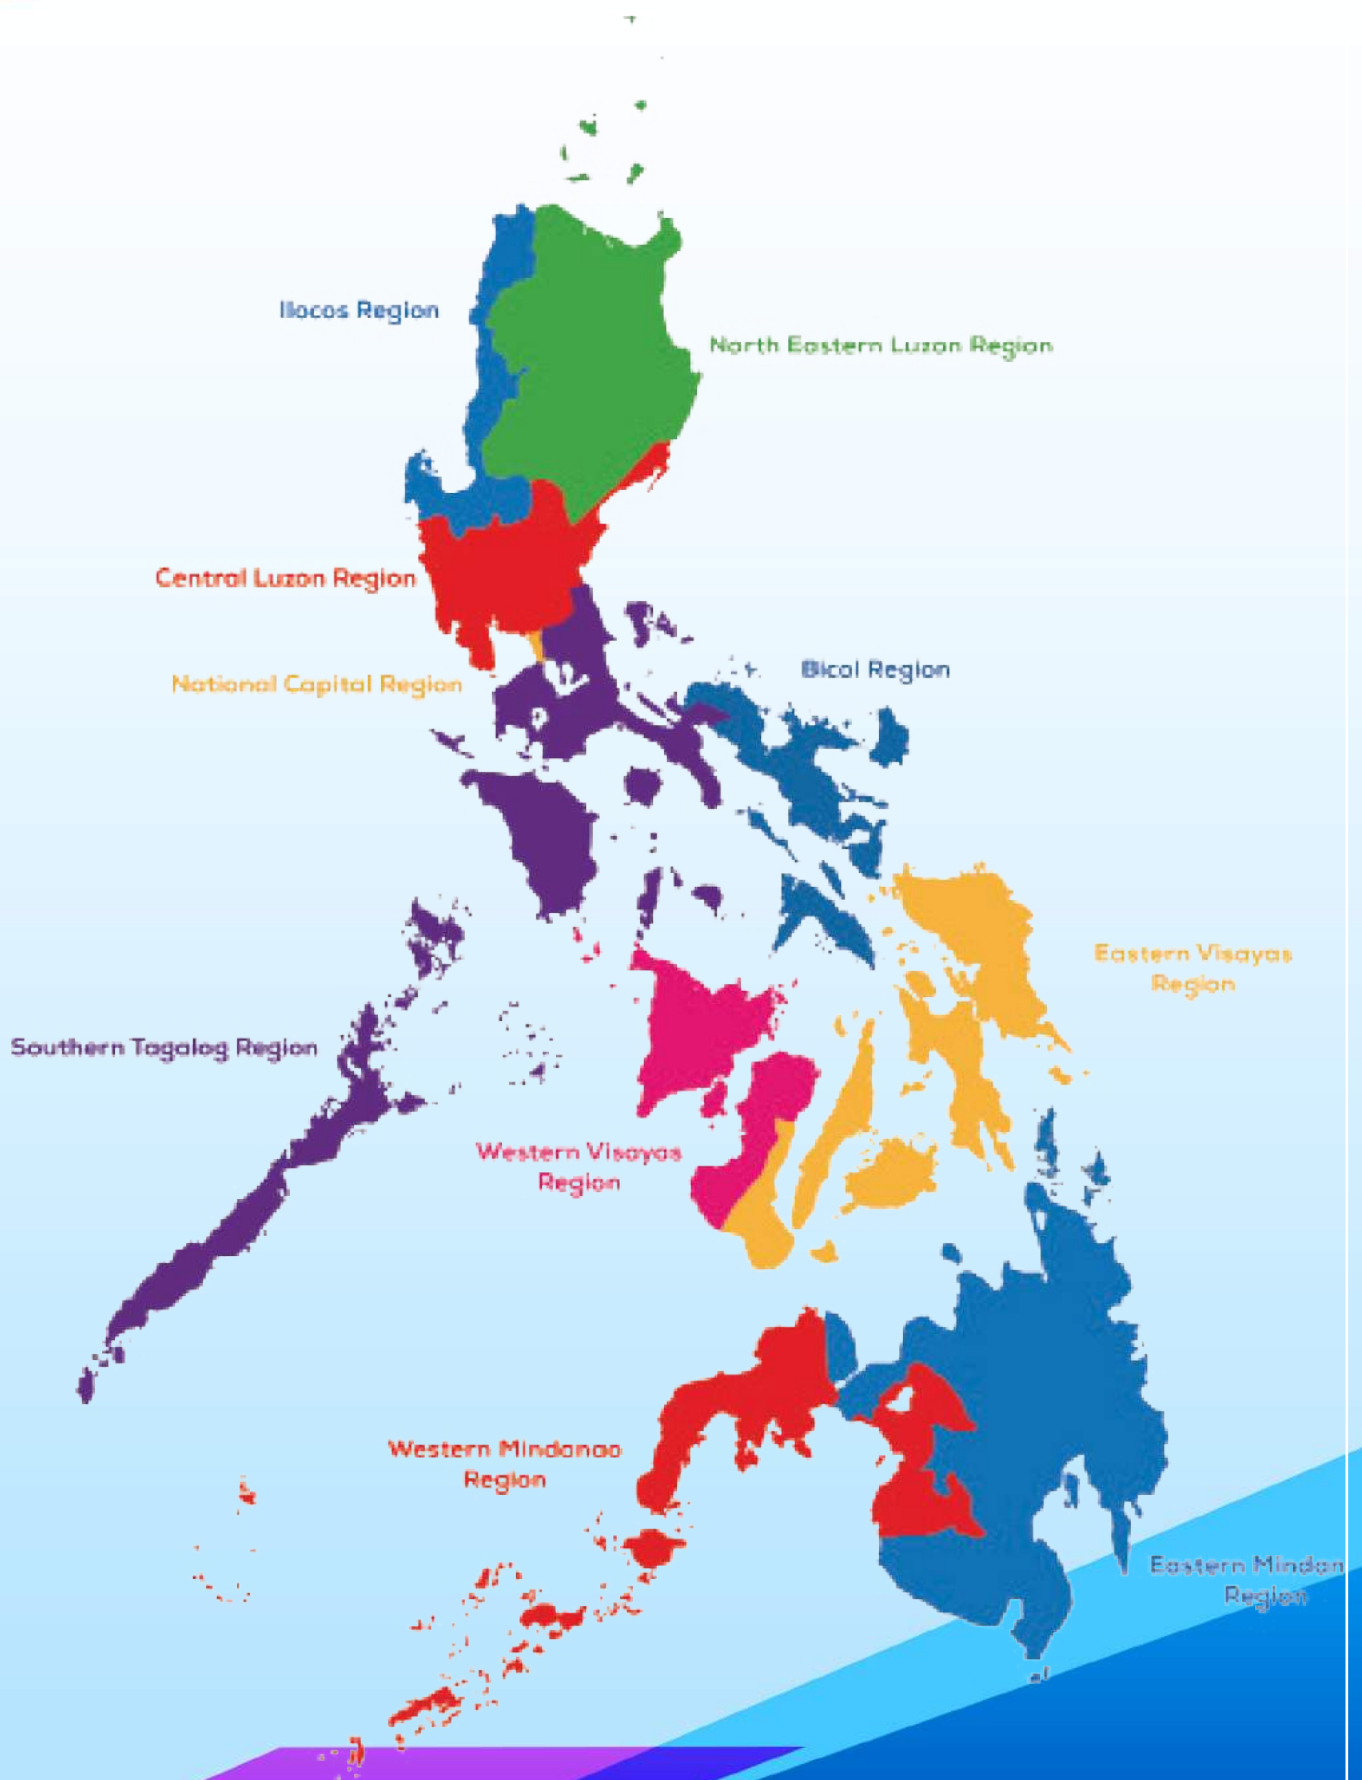 Ilocos Region
North Eastern Luzon Region
Central Luzon Region
Bicol Region
National Capital Region
Eastern Visayas
Region
Southern Tagalog Region
Western Visayas
Region
Western Mindanao
Region
Eastern Mindan
Region